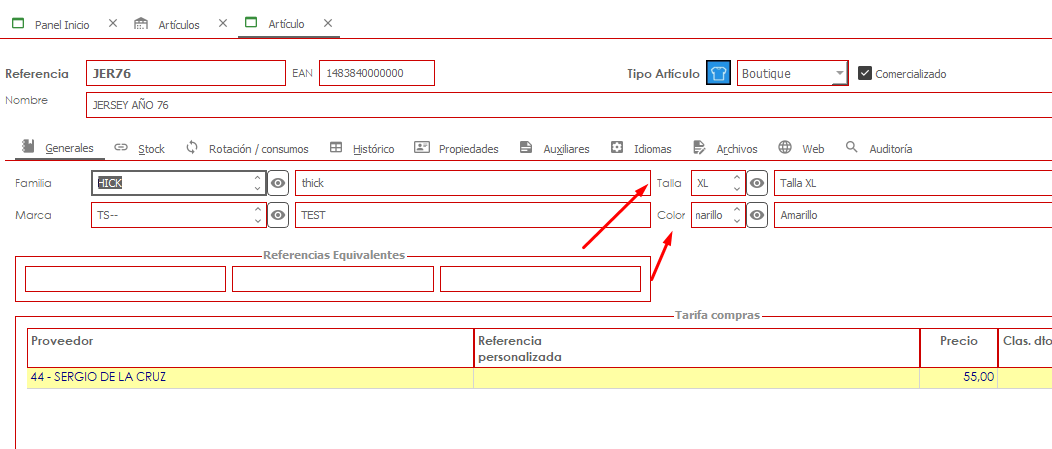 Panel Inicio Artículos Artículo
Referencia JER76 EAN 1483840000000 Tipo Artículo Boutique Comercializado
Nombre JERSEY AÑO 76
Generales Stock Rotación / consumos Histórico Propiedades Auxiliares Idiomas Archivos Web Auditoría
Familia HICK thick Talla XL Talla XL
Marca TS-- TEST Color marillo Amarillo
Referencias Equivalentes
Tarifa compras
Proveedor Referencia Precio Clas. dto
personalizada
44 - SERGIO DE LA CRUZ 55,00